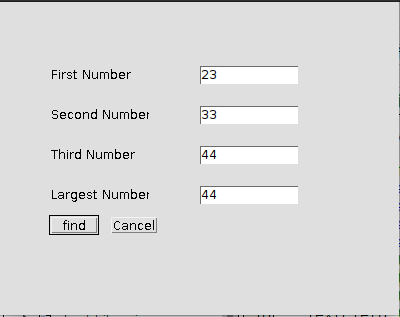 First Number 23
Second Number 33
Third Number 44
Largest Number 44
find Cancel